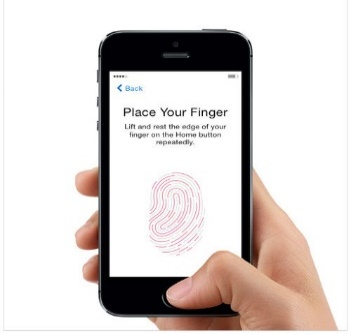 Back
Place Your Finger
Lift and rest the edge of your
finger on the Home button
repeatedly.